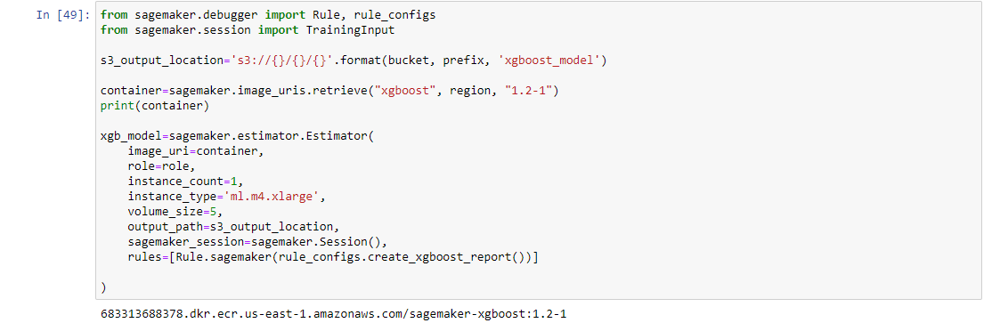 In [49]: from sagemaker.debugger import Rule, rule_configs
from sagemaker.session import TrainingInput
s3_output_location='s3://{}/{}/{}'.format(bucket, prefix, 'xgboost_model')
container=sagemaker.image_uris.retrieve("xgboost", region, "1.2-1")
print(container)
xgb_model=sagemaker.estimator.Estimator(
    image_uri=container,
    role=role,
    instance_count=1,
    instance_type='ml.m4.xlarge',
    volume_size=5,
    output_path=s3_output_location,
    sagemaker_session=sagemaker.Session(),
    rules=[Rule.sagemaker(rule_configs.create_xgboost_report())]
)
683313688378.dkr.ecr.us-east-1.amazonaws.com/sagemaker-xgboost:1.2-1